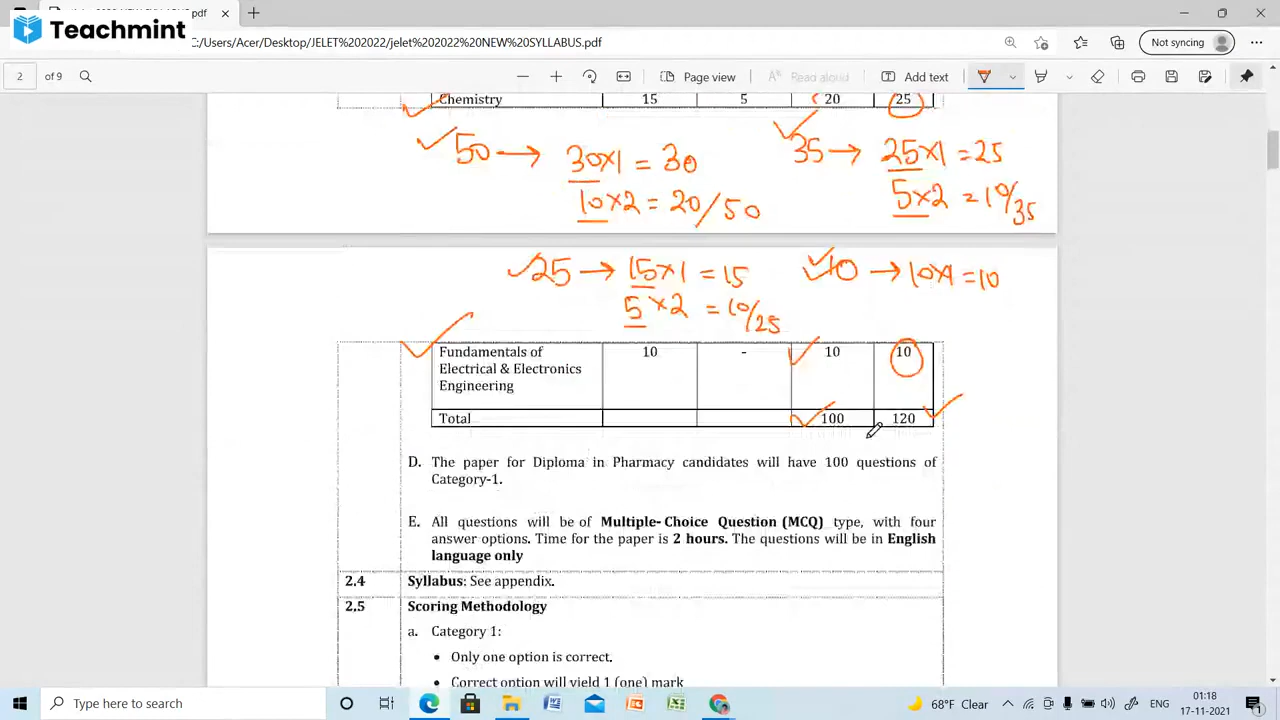 .pdf
Teachmint
C:/Users/Acer/Desktop/JELET%202022/jelet%202022%20NEW%20SYLLABUS.pdf
Not syncing
2 of 9
Page view
Read aloud
Add text
Chemistry 15 5 20 25
50 → 30×1 = 30
10×2 = 20/50
35 → 25×1 = 25
5×2 = 10/35
25 → 15×1 = 15
5×2 = 10/25
10 → 10×1 = 10
Fundamentals of 10 - 10 10
Electrical & Electronics
Engineering
Total 100 120
D. The paper for Diploma in Pharmacy candidates will have 100 questions of
Category-1.
E. All questions will be of Multiple- Choice Question (MCQ) type, with four
answer options. Time for the paper is 2 hours. The questions will be in English
language only
2.4 Syllabus: See appendix.
2.5 Scoring Methodology
a. Category 1:
• Only one option is correct.
• Correct option will yield 1 (one) mark
Type here to search
68°F Clear
01:18
17-11-2021